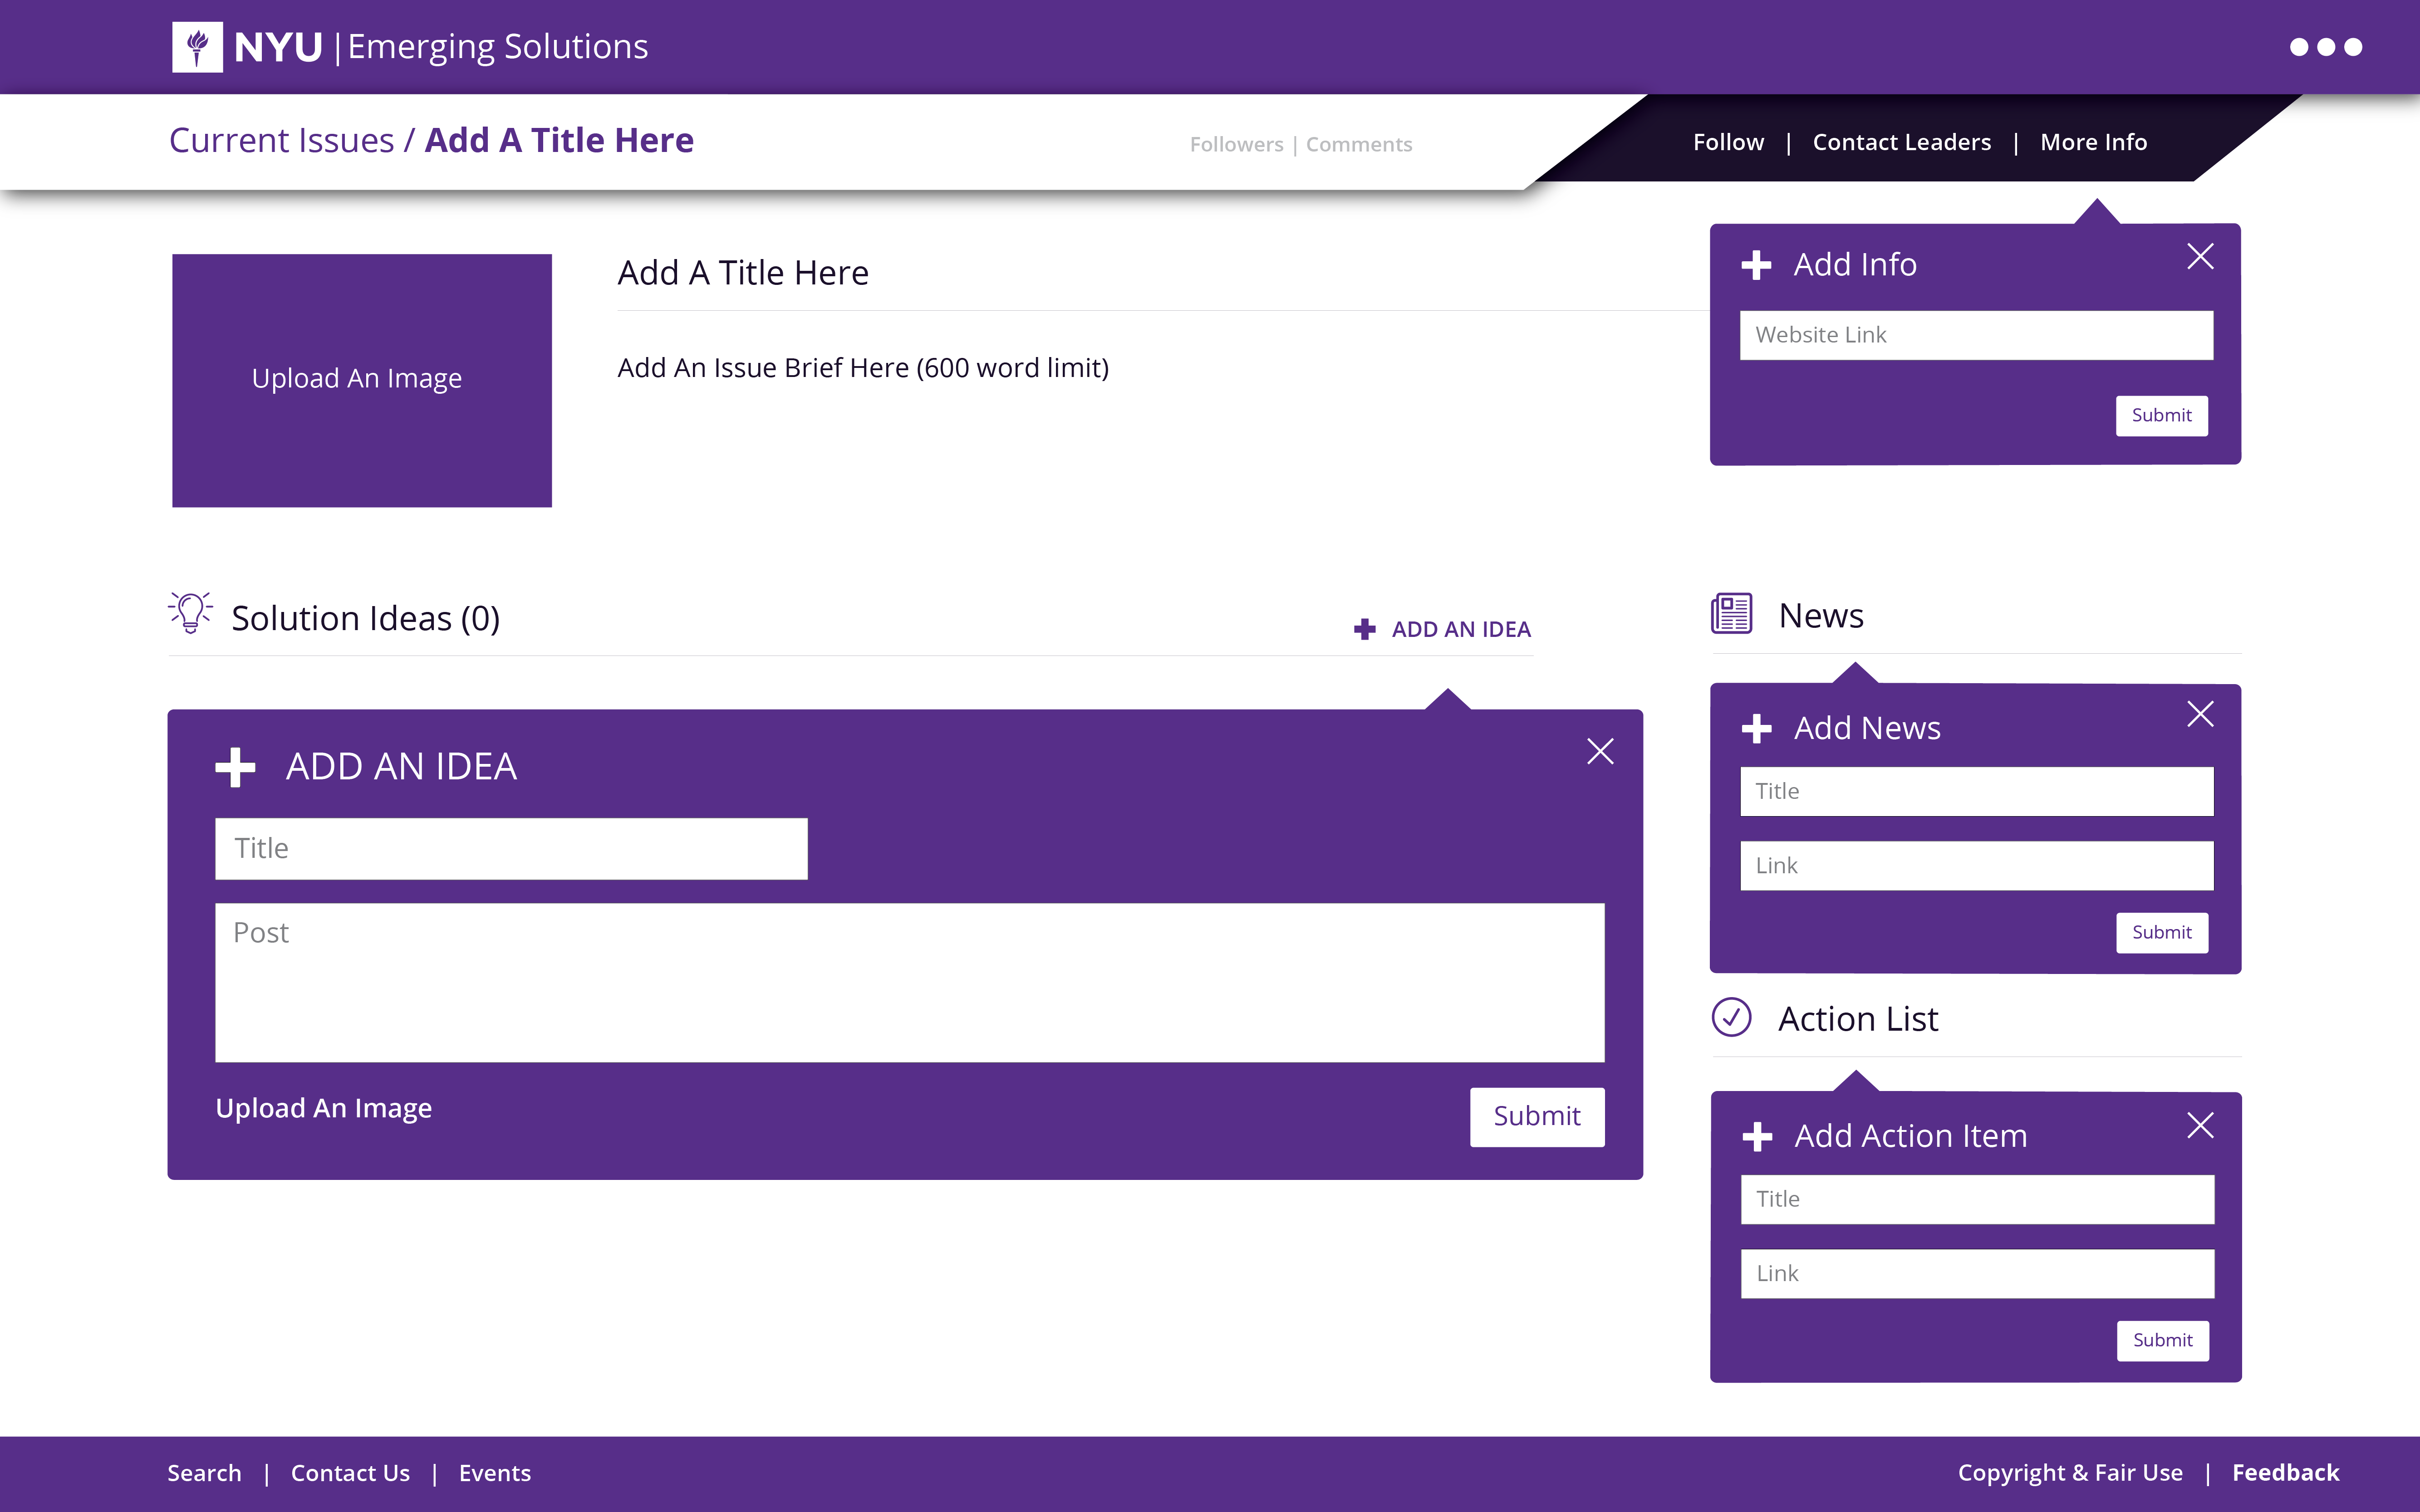 NYU | Emerging Solutions
Current Issues / Add A Title Here
Followers | Comments
Follow | Contact Leaders | More Info
Add A Title Here
Add An Issue Brief Here (600 word limit)
Upload An Image
Add Info
Website Link
Submit
Solution Ideas (0)
ADD AN IDEA
ADD AN IDEA
Title
Post
Upload An Image
Submit
News
Add News
Title
Link
Submit
Action List
Add Action Item
Title
Link
Submit
Search | Contact Us | Events
Copyright & Fair Use | Feedback